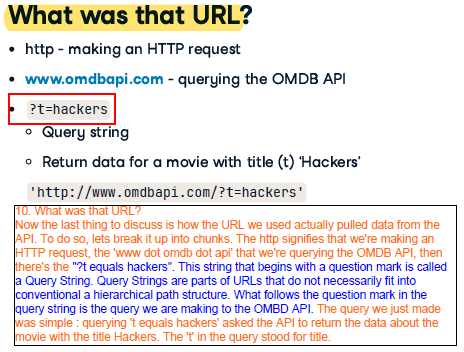 What was that URL?
• http - making an HTTP request
• www.omdbapi.com - querying the OMDB API
• ?t=hackers
○ Query string
○ Return data for a movie with title (t) ‘Hackers’
'http://www.omdbapi.com/?t=hackers'
10. What was that URL?
Now the last thing to discuss is how the URL we used actually pulled data from the
API. To do so, lets break it up into chunks. The http signifies that we're making an
HTTP request, the 'www dot omdb dot api' that we're querying the OMDB API, then
there's the "?t equals hackers". This string that begins with a question mark is called
a Query String. Query Strings are parts of URLs that do not necessarily fit into
conventional a hierarchical path structure. What follows the question mark in the
query string is the query we are making to the OMBD API. The query we just made
was simple : querying 't equals hackers' asked the API to return the data about the
movie with the title Hackers. The 't' in the query stood for title.